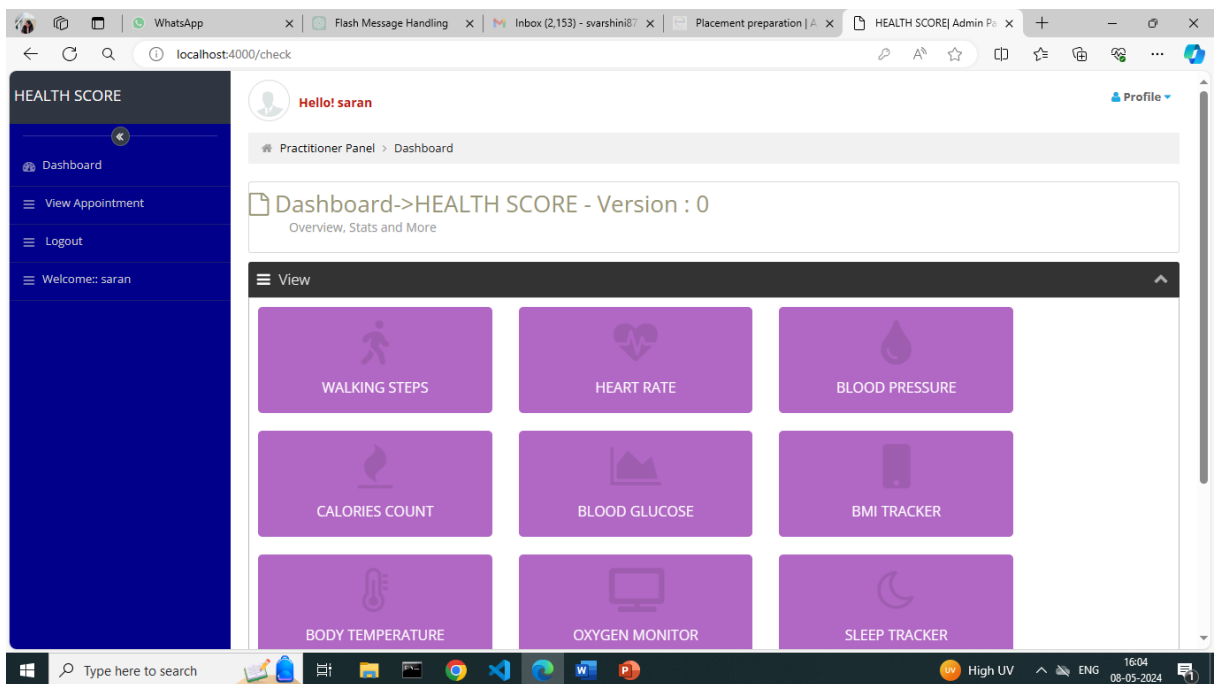 WhatsApp
Flash Message Handling
Inbox (2,153) - svarshini87
Placement preparation | A
HEALTH SCORE| Admin Pa
localhost:4000/check
HEALTH SCORE
Hello! saran
Profile
Practitioner Panel > Dashboard
Dashboard
View Appointment
Logout
Welcome:: saran
Dashboard->HEALTH SCORE - Version : 0
Overview, Stats and More
View
WALKING STEPS
HEART RATE
BLOOD PRESSURE
CALORIES COUNT
BLOOD GLUCOSE
BMI TRACKER
BODY TEMPERATURE
OXYGEN MONITOR
SLEEP TRACKER
Type here to search
UV
High UV
ENG
16:04
08-05-2024